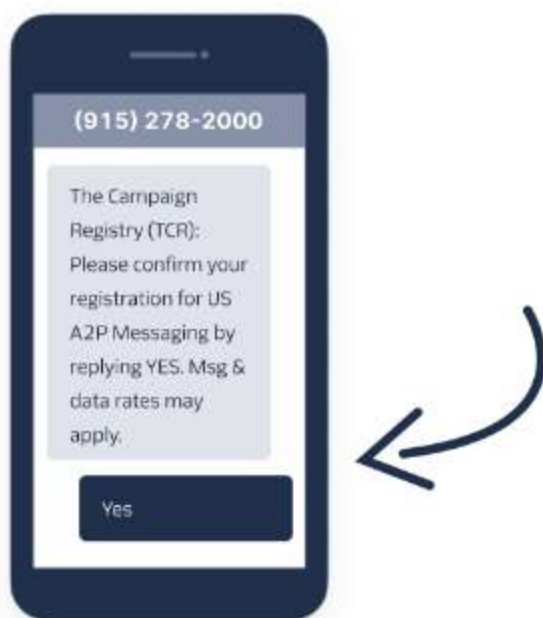 (915) 278-2000
The Campaign
Registry (TCR):
Please confirm your
registration for US
A2P Messaging by
replying YES. Msg &
data rates may
apply.
Yes